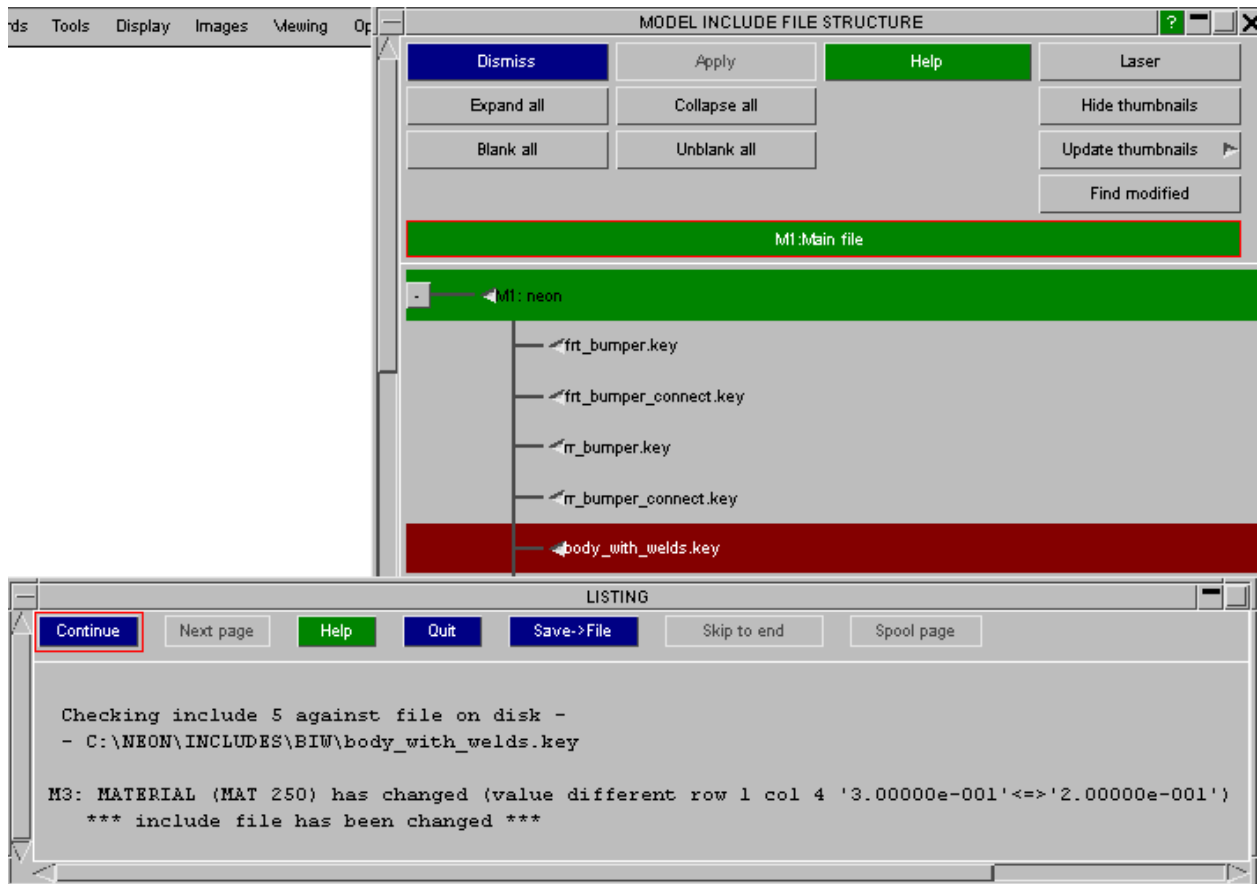 ds Tools Display Images Viewing Op
MODEL INCLUDE FILE STRUCTURE ?
Dismiss Apply Help Laser
Expand all Collapse all Hide thumbnails
Blank all Unblank all Update thumbnails
Find modified
M1:Main file
- M1: neon
frt_bumper.key
frt_bumper_connect.key
rr_bumper.key
rr_bumper_connect.key
body_with_welds.key
LISTING
Continue Next page Help Quit Save->File Skip to end Spool page
Checking include 5 against file on disk -
- C:\NEON\INCLUDES\BIW\body_with_welds.key
M3: MATERIAL (MAT 250) has changed (value different row 1 col 4 '3.00000e-001'<=>'2.00000e-001')
*** include file has been changed ***